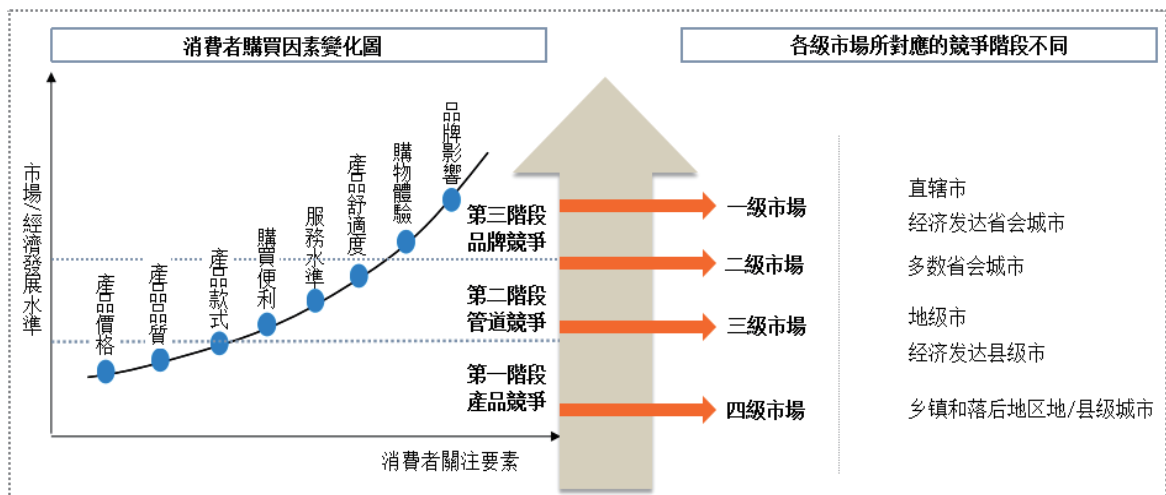 消費者購買因素變化圖
各級市場所對應的競爭階段不同
市場/經濟發展水準
產品價格
產品品質
產品款式
購買便利
服務水準
產品舒適度
購物體驗
品牌影響
第三階段
品牌競爭
第二階段
管道競爭
第一階段
產品競爭
消費者關注要素
一級市場
二級市場
三級市場
四級市場
直辖市
经济发达省会城市
多数省会城市
地级市
经济发达县级市
乡镇和落后地区地/县级城市